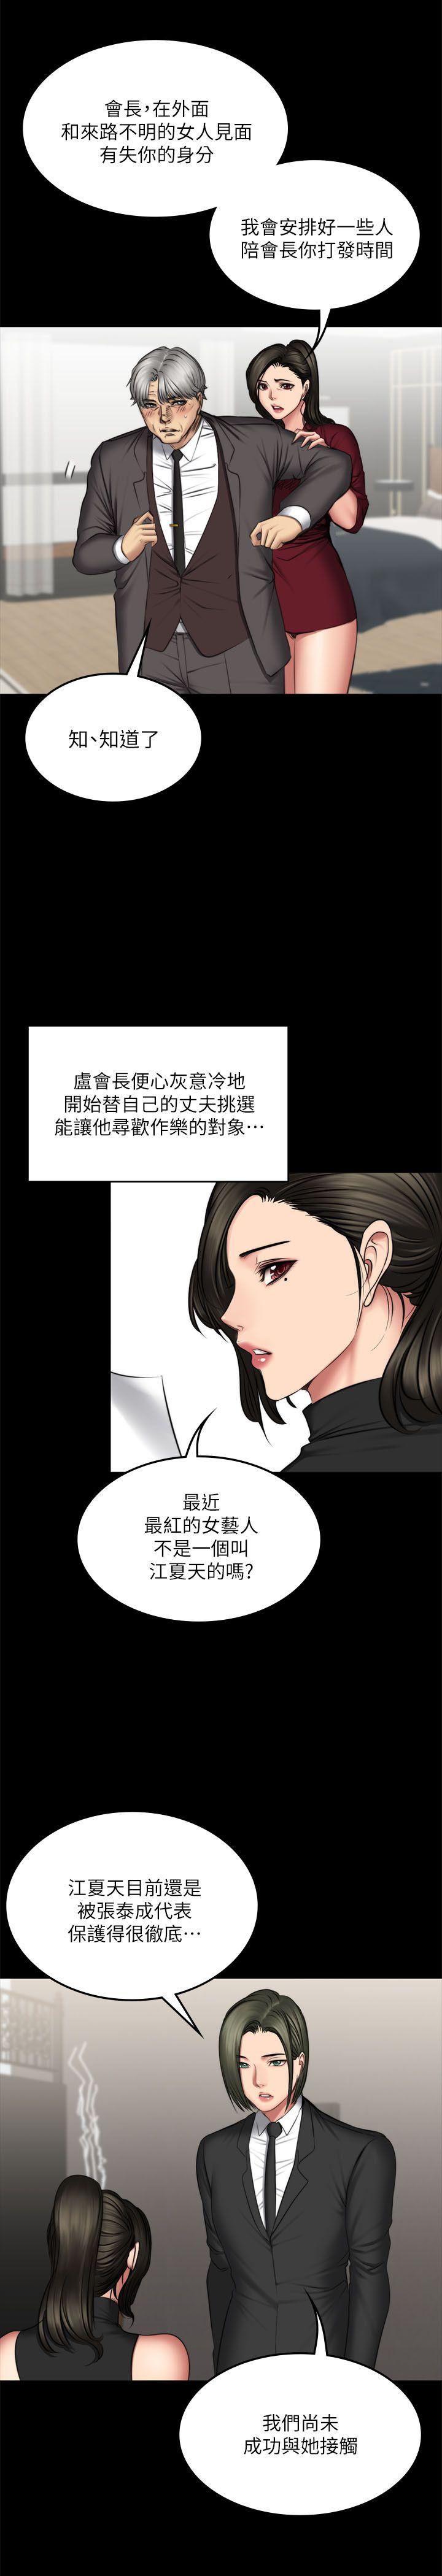 會長，在外面
和來路不明的女人見面
有失你的身分
我會安排好一些人
陪會長你打發時間
知、知道了
盧會長便心灰意冷地
開始替自己的丈夫挑選
能讓他尋歡作樂的對象…
最近
最紅的女藝人
不是一個叫
江夏天的嗎?
江夏天目前還是
被張泰成代表
保護得很徹底…
我們尚未
成功與她接觸